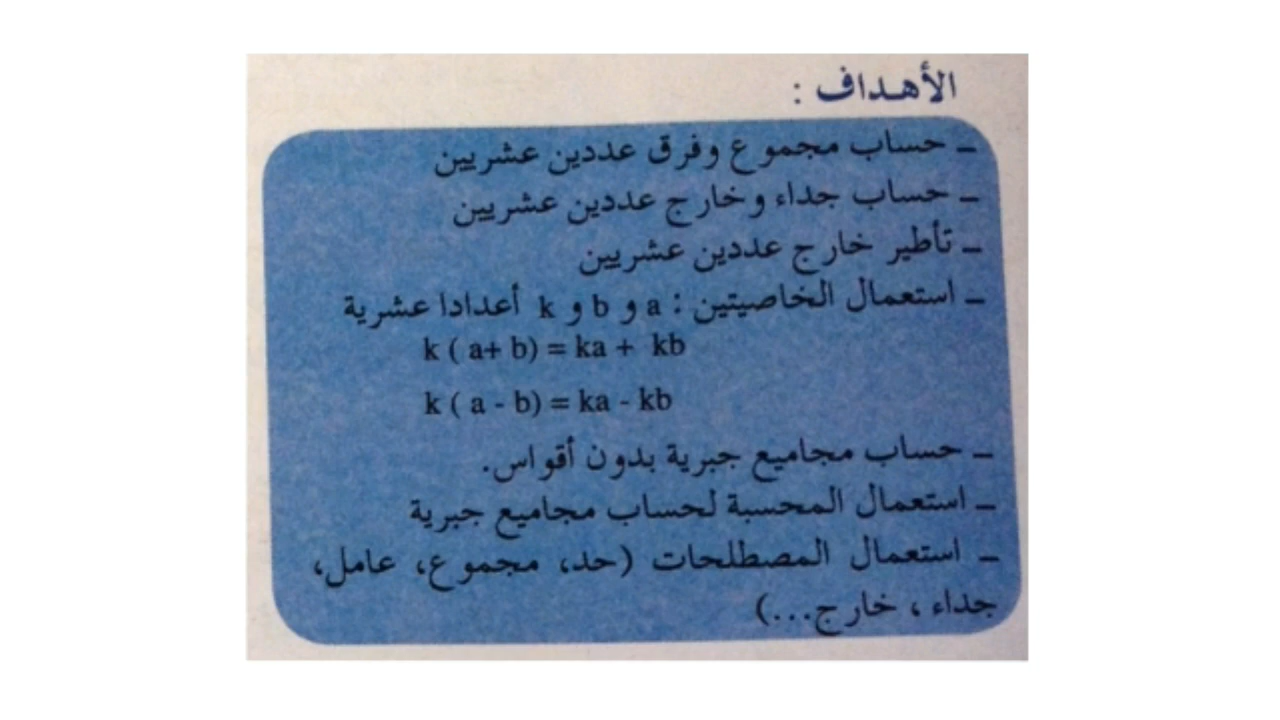 الأهداف :
ـ حساب مجموع وفرق عددين عشريين
ـ حساب جداء وخارج عددين عشريين
ـ تأطير خارج عددين عشريين
ـ استعمال الخاصيتين : a و b و k أعدادا عشرية
k ( a+ b) = ka + kb
k ( a - b) = ka - kb
ـ حساب مجاميع جبرية بدون أقواس.
ـ استعمال المحسبة لحساب مجاميع جبرية
ـ استعمال المصطلحات (حد، مجموع، عامل،
جداء ، خارج...)